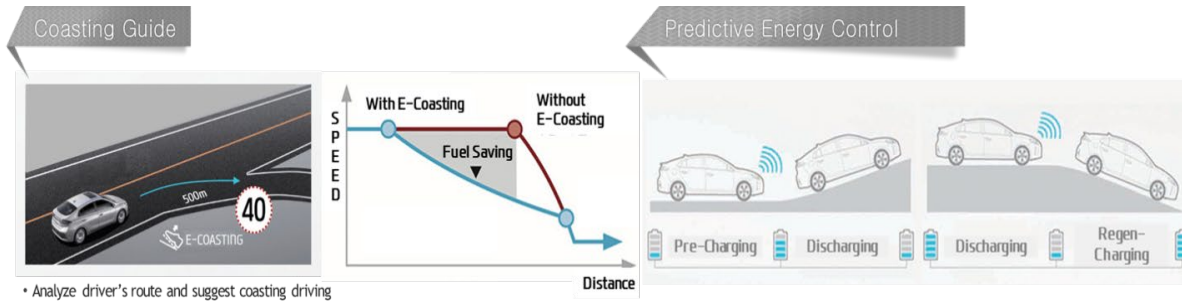 Coasting Guide
500m
40
E-COASTING
SPEED
With E-Coasting
Without
E-Coasting
Fuel Saving
Distance
• Analyze driver's route and suggest coasting driving
Predictive Energy Control
Pre-Charging
Discharging
Discharging
Regen-
Charging